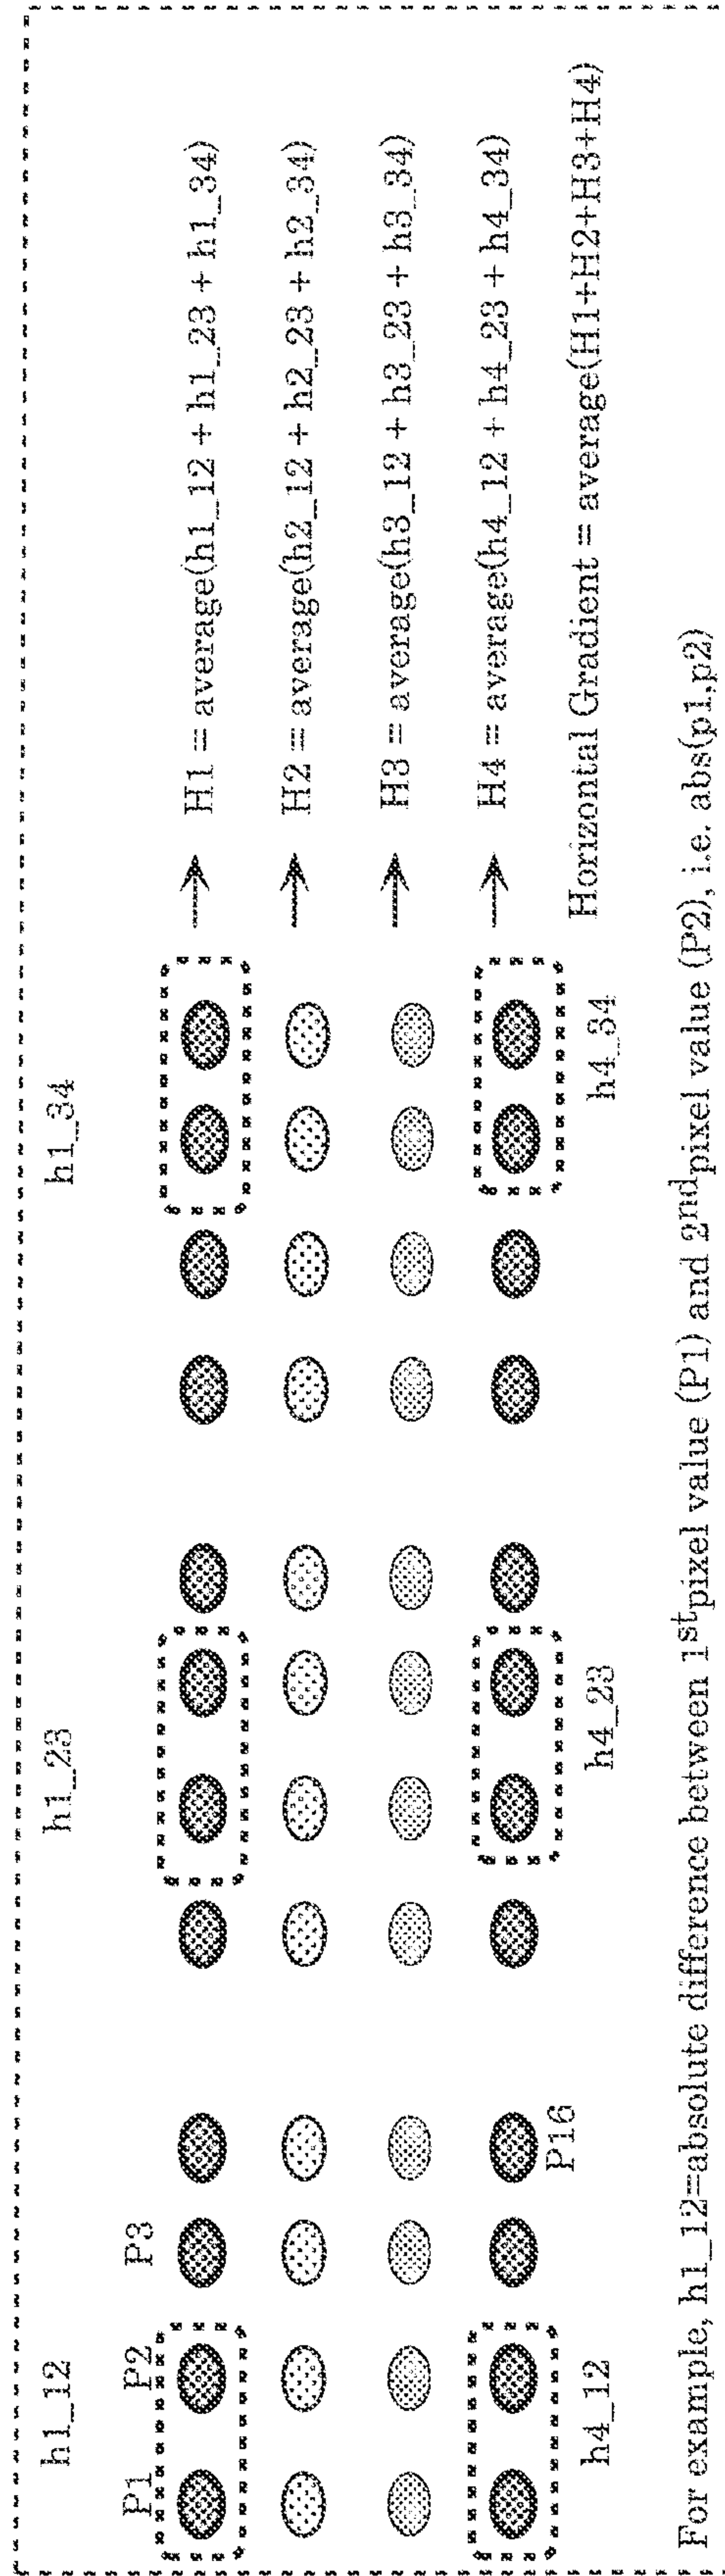 h1_12
h1_23
h1_34
P1 P2 P3
H1 = average(h1_12 + h1_23 + h1_34)
H2 = average(h2_12 + h2_23 + h2_34)
H3 = average(h3_12 + h3_23 + h3_34)
H4 = average(h4_12 + h4_23 + h4_34)
P16
Horizontal Gradient = average(H1+H2+H3+H4)
h4_12
h4_23
h4_34
For example, h1_12=absolute difference between 1st pixel value (P1) and 2nd pixel value (P2), i.e. abs(p1,p2)